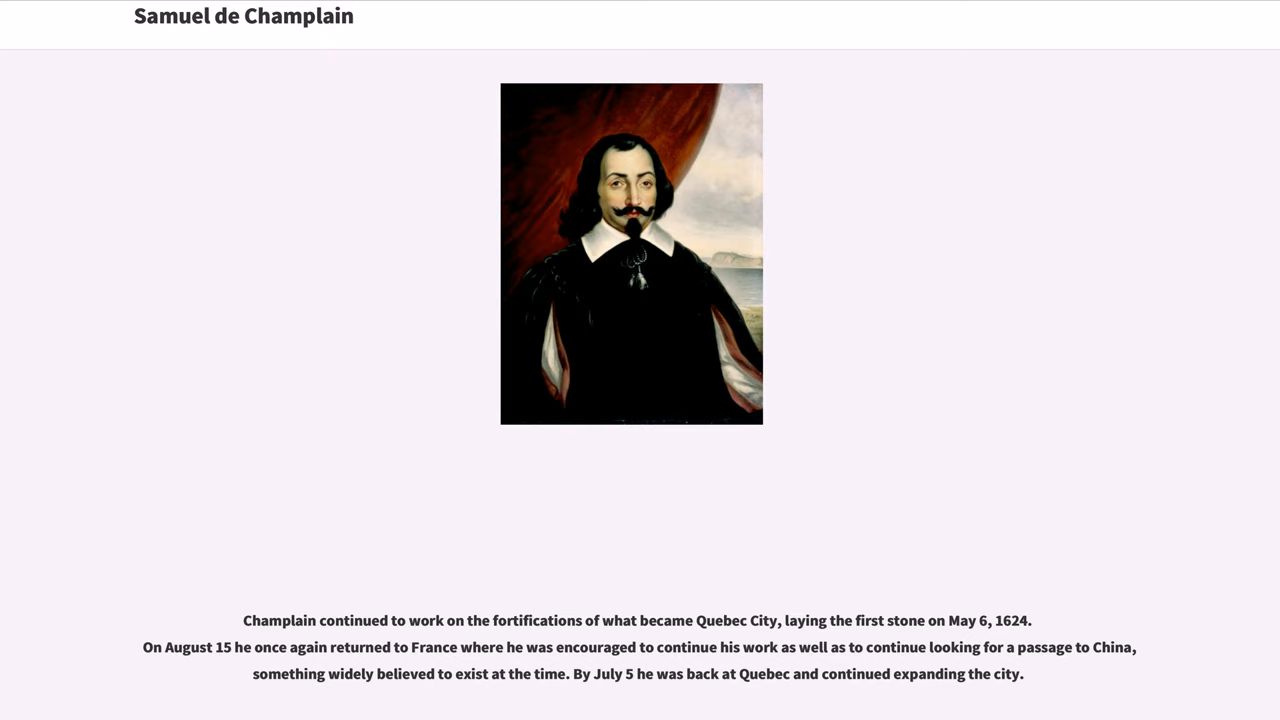 Samuel de Champlain
Champlain continued to work on the fortifications of what became Quebec City, laying the first stone on May 6, 1624.
On August 15 he once again returned to France where he was encouraged to continue his work as well as to continue looking for a passage to China,
something widely believed to exist at the time. By July 5 he was back at Quebec and continued expanding the city.